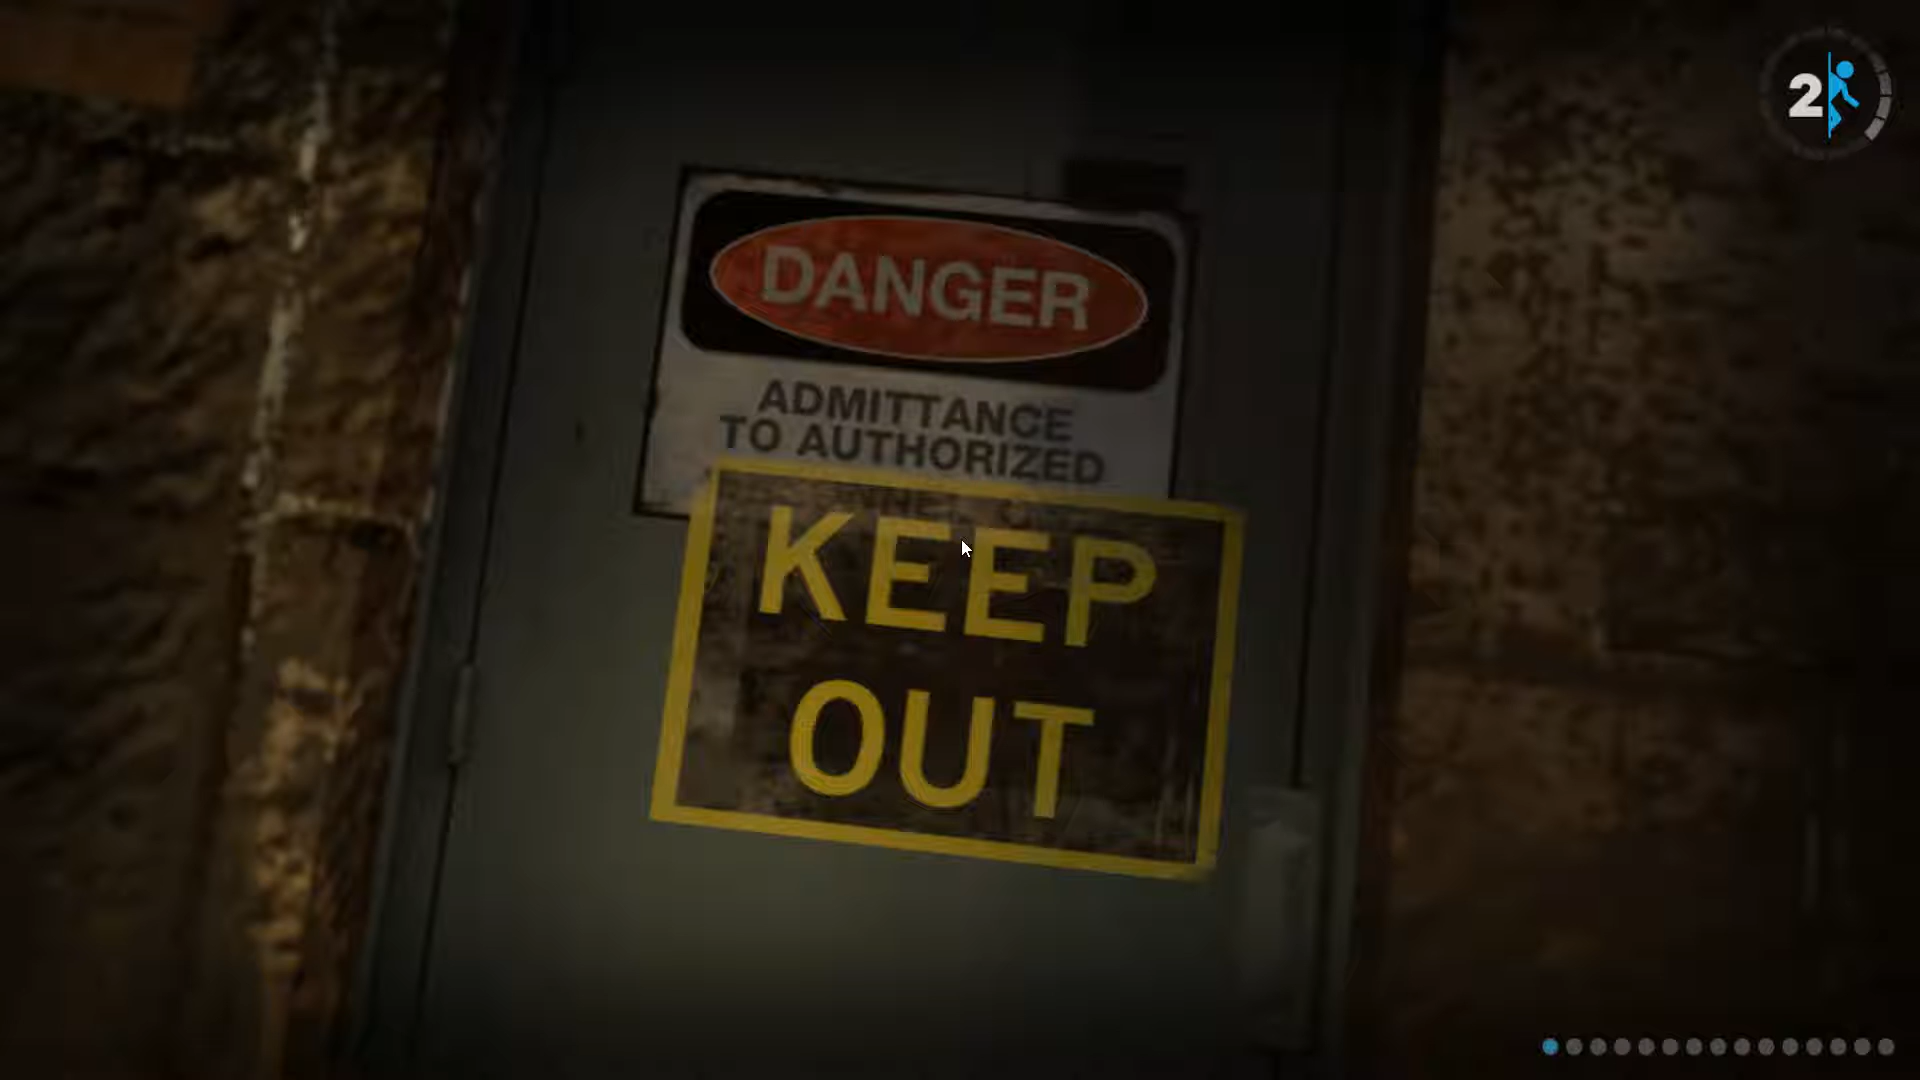 2
DANGER
ADMITTANCE
TO AUTHORIZED
KEEP
OUT